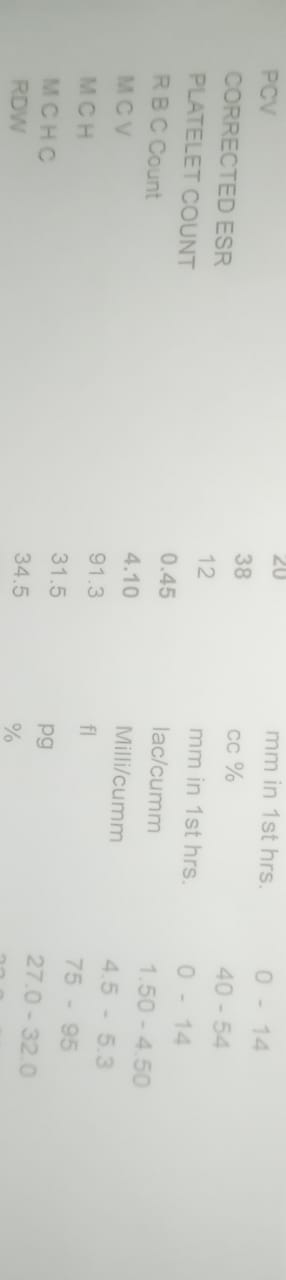 20 mm in 1st hrs. 0 - 14
PCV 38 cc % 40 - 54
CORRECTED ESR 12 mm in 1st hrs. 0 - 14
PLATELET COUNT 0.45 lac/cumm 1.50 - 4.50
R B C Count 4.10 Milli/cumm 4.5 - 5.3
M C V 91.3 fl 75 - 95
M C H 31.5 pg 27.0 - 32.0
M C H C 34.5 %
RDW